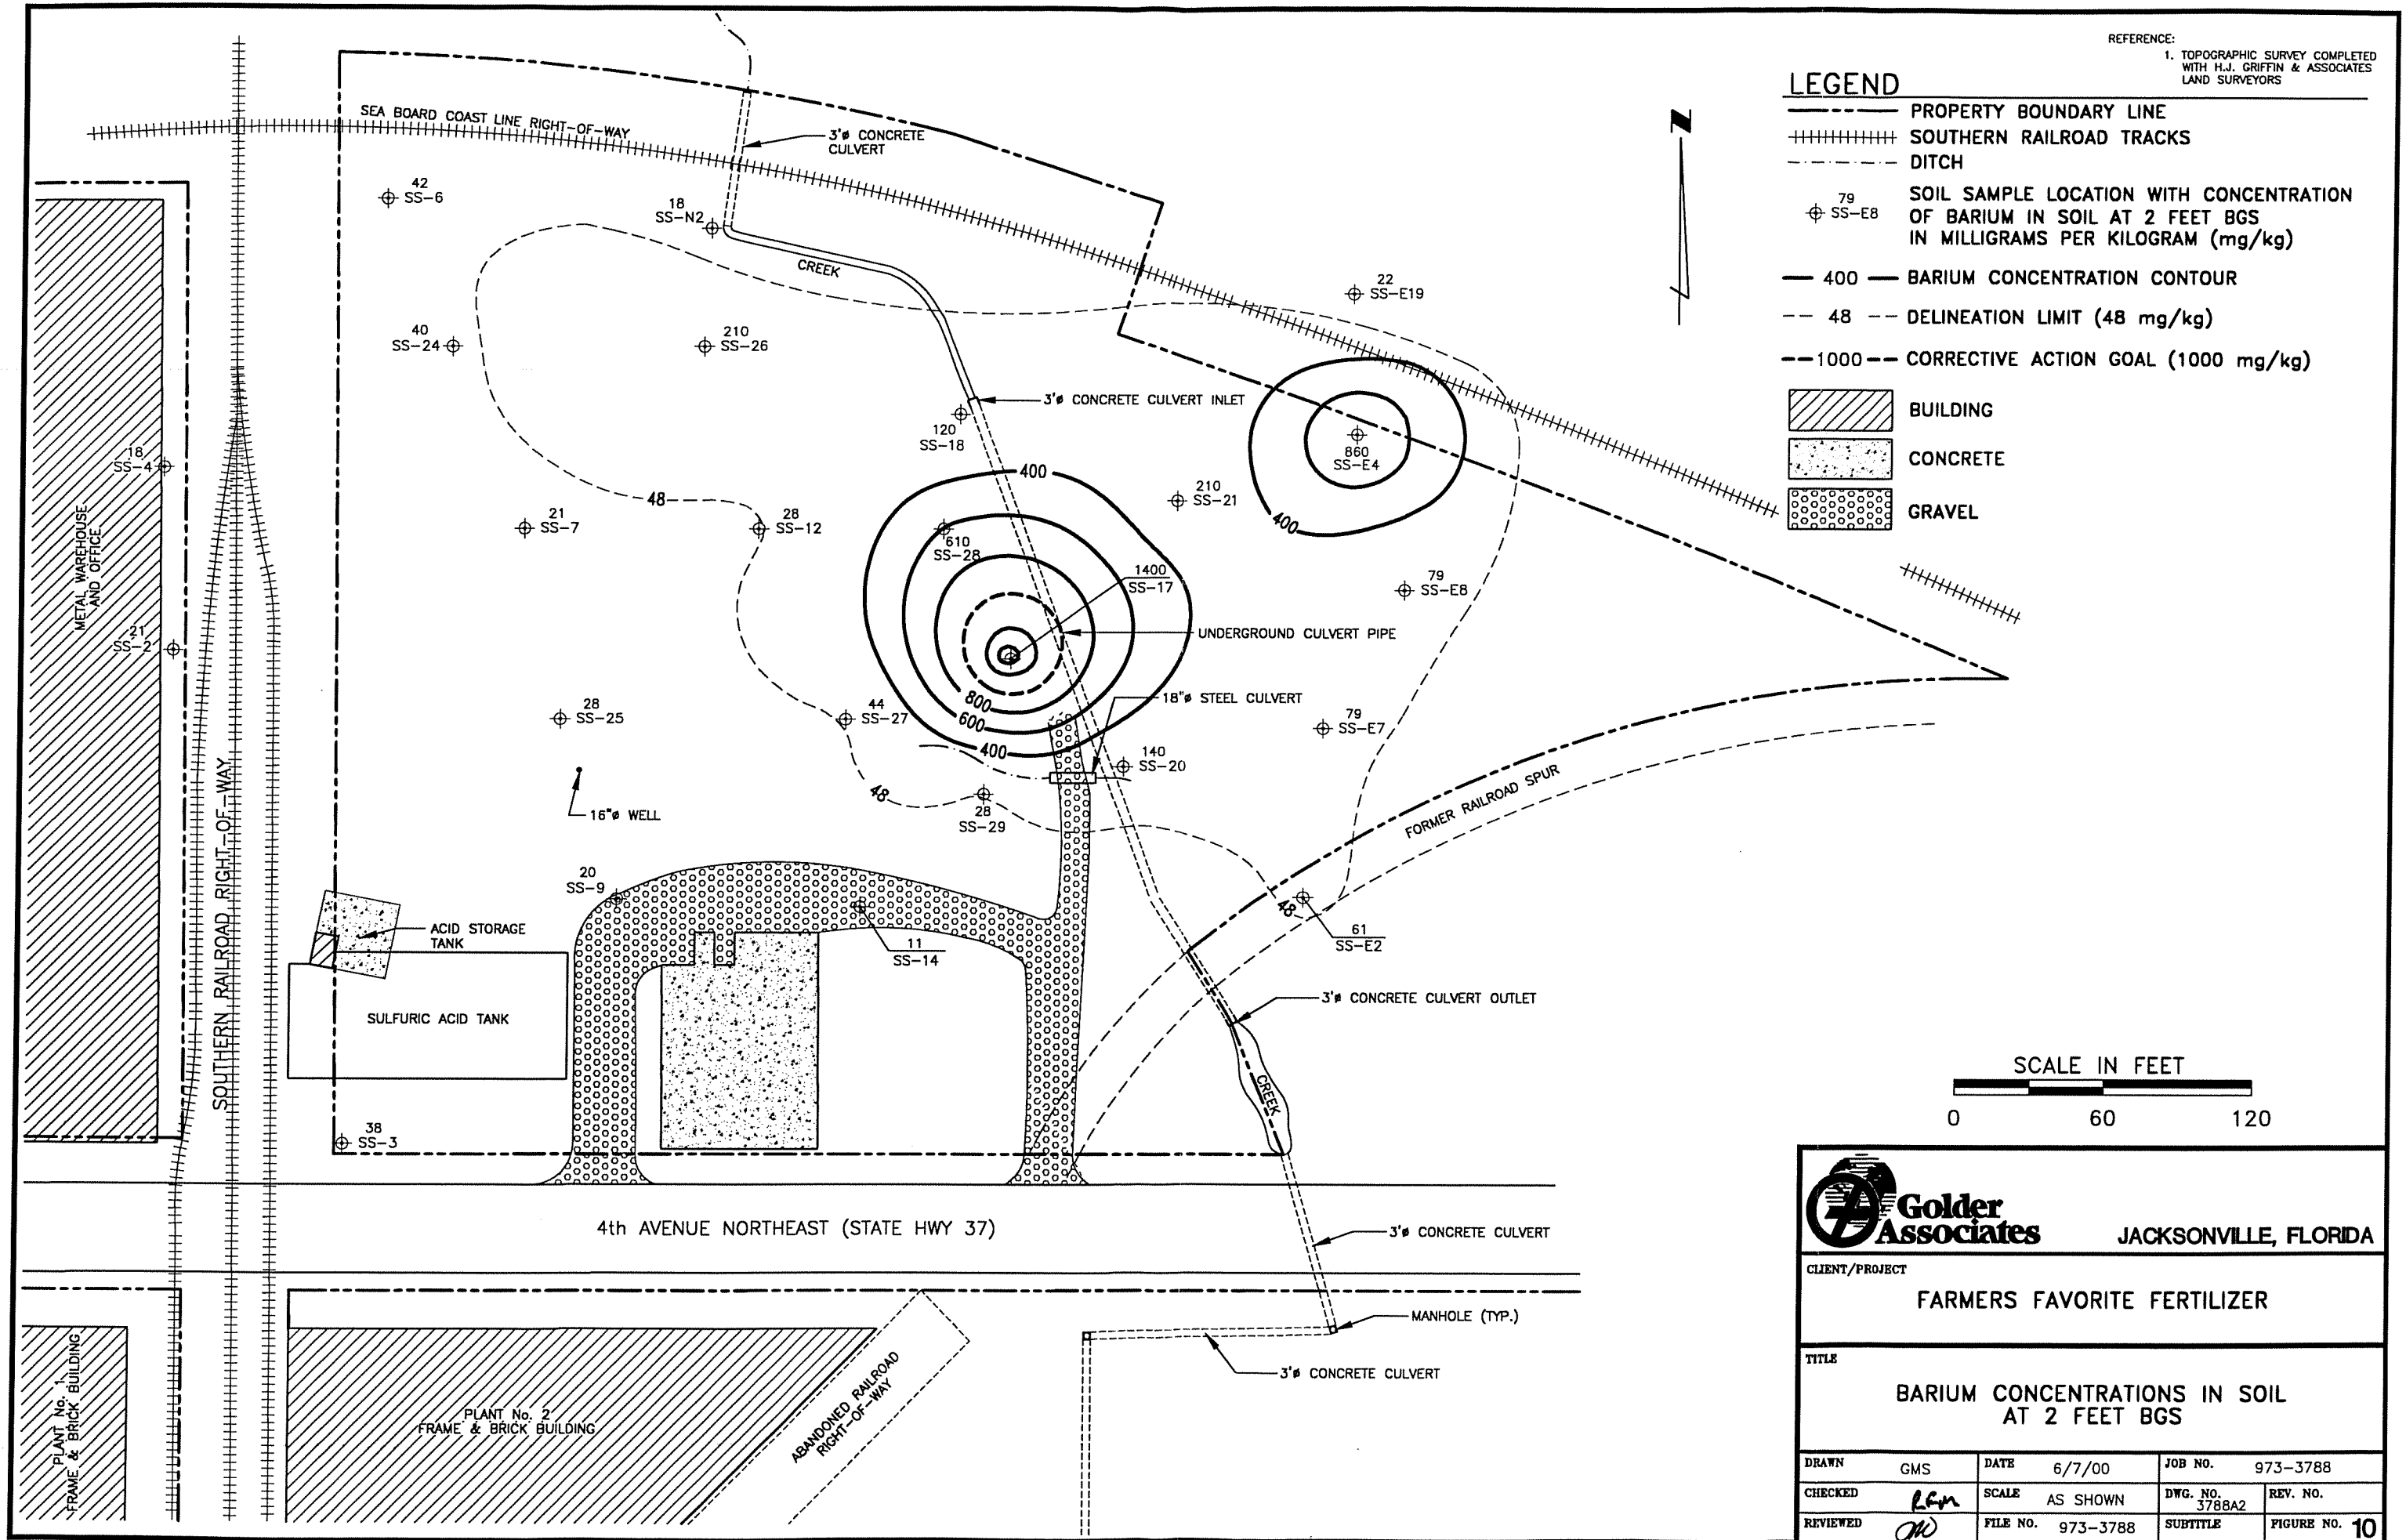 REFERENCE:
1. TOPOGRAPHIC SURVEY COMPLETED
WITH H.J. GRIFFIN & ASSOCIATES
LAND SURVEYORS
LEGEND
PROPERTY BOUNDARY LINE
SOUTHERN RAILROAD TRACKS
DITCH
79
SS-E8
SOIL SAMPLE LOCATION WITH CONCENTRATION
OF BARIUM IN SOIL AT 2 FEET BGS
IN MILLIGRAMS PER KILOGRAM (mg/kg)
400
BARIUM CONCENTRATION CONTOUR
48
DELINEATION LIMIT (48 mg/kg)
1000
CORRECTIVE ACTION GOAL (1000 mg/kg)
BUILDING
CONCRETE
GRAVEL
N
SEA BOARD COAST LINE RIGHT-OF-WAY
3'ø CONCRETE
CULVERT
42
SS-6
18
SS-N2
CREEK
22
SS-E19
40
SS-24
210
SS-26
3'ø CONCRETE CULVERT INLET
120
SS-18
860
SS-E4
400
18
SS-4
400
210
SS-21
48
21
SS-7
28
SS-12
610
SS-28
METAL WAREHOUSE
AND OFFICE
1400
SS-17
79
SS-E8
UNDERGROUND CULVERT PIPE
21
SS-2
800
600
400
18"ø STEEL CULVERT
28
SS-25
44
SS-27
79
SS-E7
140
SS-20
16"ø WELL
48
28
SS-29
FORMER RAILROAD SPUR
SOUTHERN RAILROAD RIGHT-OF-WAY
20
SS-9
48
61
SS-E2
ACID STORAGE
TANK
11
SS-14
SULFURIC ACID TANK
3'ø CONCRETE CULVERT OUTLET
CREEK
38
SS-3
4th AVENUE NORTHEAST (STATE HWY 37)
3'ø CONCRETE CULVERT
MANHOLE (TYP.)
3'ø CONCRETE CULVERT
PLANT No. 1
FRAME & BRICK BUILDING
PLANT No. 2
FRAME & BRICK BUILDING
ABANDONED RAILROAD
RIGHT-OF-WAY
SCALE IN FEET
0 60 120
Golder
Associates
JACKSONVILLE, FLORIDA
CLIENT/PROJECT
FARMERS FAVORITE FERTILIZER
TITLE
BARIUM CONCENTRATIONS IN SOIL
AT 2 FEET BGS
DRAWN GMS DATE 6/7/00 JOB NO. 973-3788
CHECKED SCALE AS SHOWN DWG. NO. 3788A2 REV. NO.
REVIEWED FILE NO. 973-3788 SUBTITLE FIGURE NO. 10